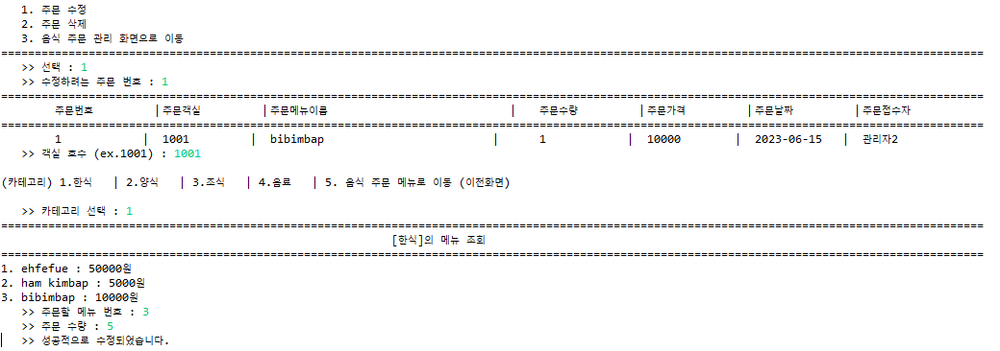 1. 주문 수정
2. 주문 삭제
3. 음식 주문 관리 화면으로 이동
==================================================================================================================================================
>> 선택 : 1
>> 수정하려는 주문 번호 : 1
==================================================================================================================================================
주문번호 | 주문객실 | 주문메뉴이름 | 주문수량 | 주문가격 | 주문날짜 | 주문접수자
==================================================================================================================================================
1 | 1001 | bibimbap | 1 | 10000 | 2023-06-15 | 관리자2
>> 객실 호수 (ex.1001) : 1001
(카테고리) 1.한식 | 2.양식 | 3.조식 | 4.음료 | 5. 음식 주문 메뉴로 이동 (이전화면)
>> 카테고리 선택 : 1
==================================================================================================================================================
[한식]의 메뉴 조회
==================================================================================================================================================
1. ehfefue : 50000원
2. ham kimbap : 5000원
3. bibimbap : 10000원
>> 주문할 메뉴 번호 : 3
>> 주문 수량 : 5
>> 성공적으로 수정되었습니다.